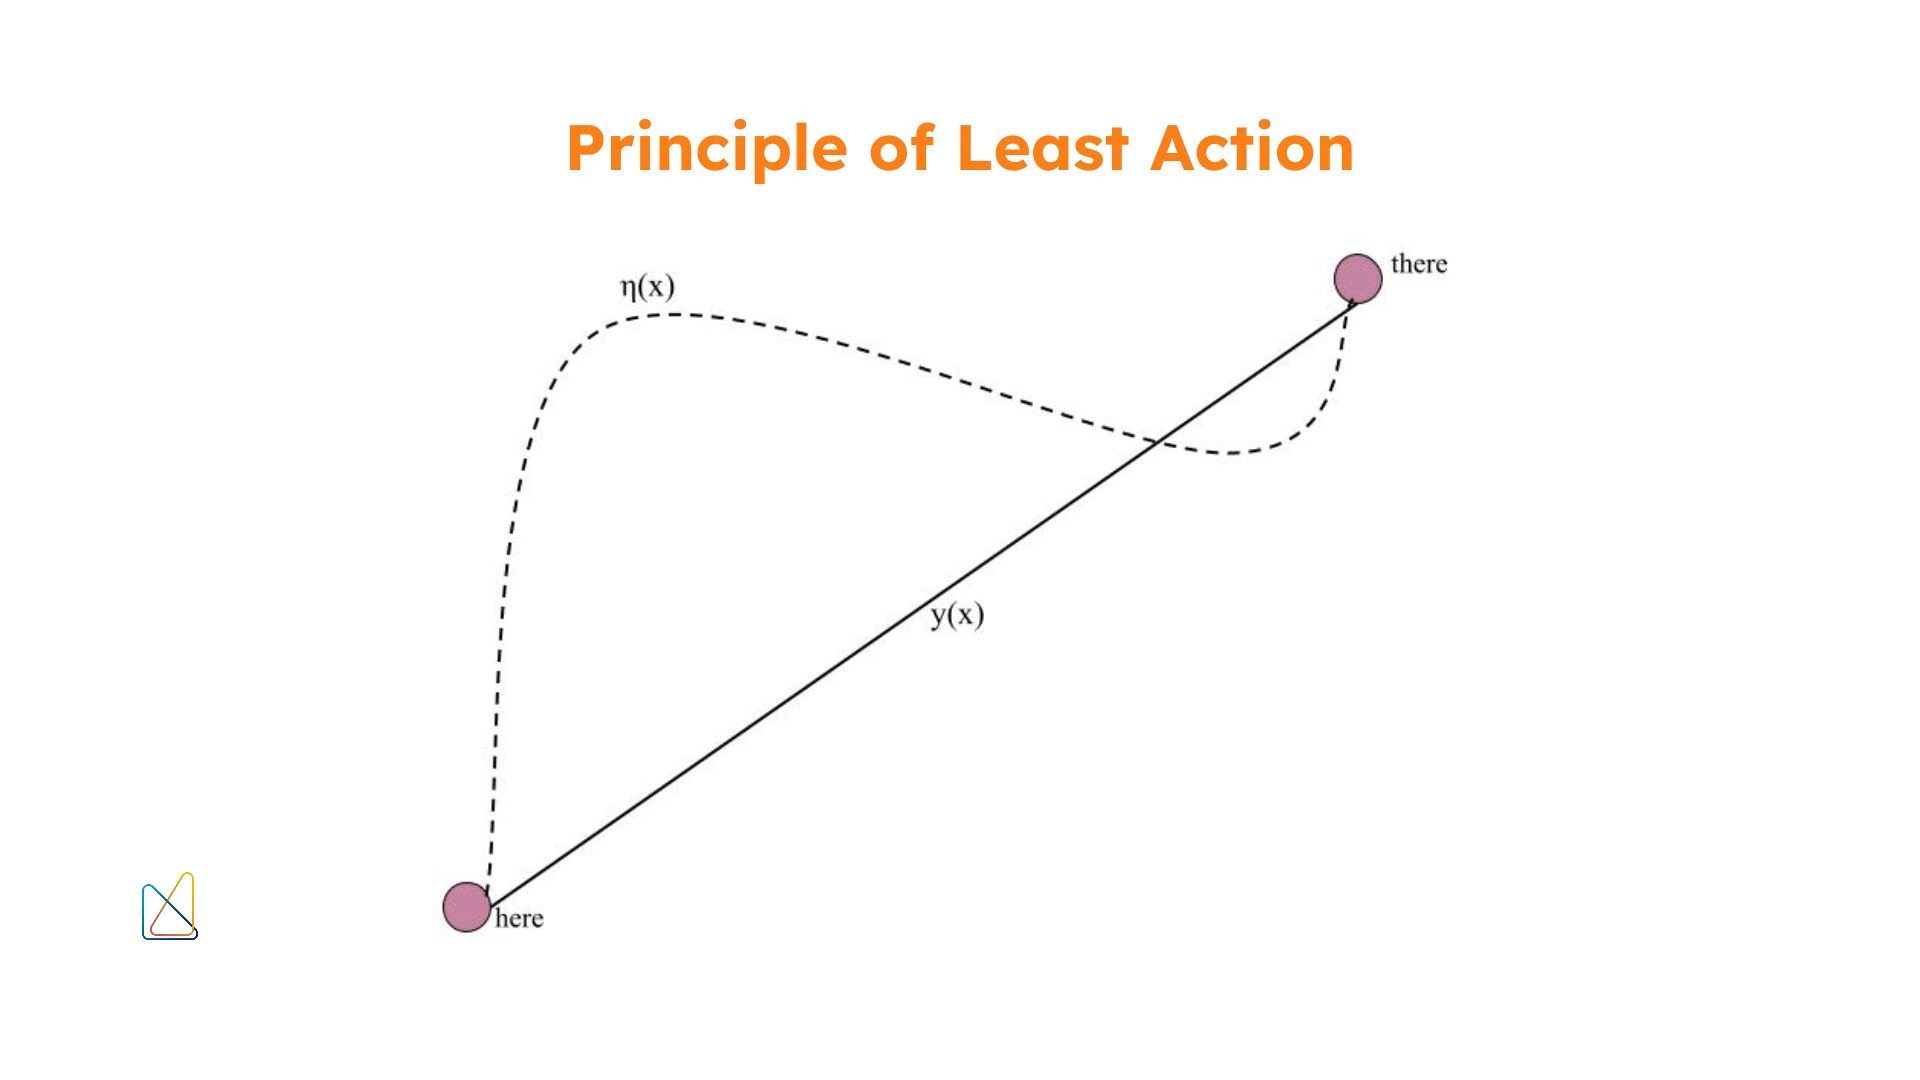 Principle of Least Action
there
η(x)
y(x)
here